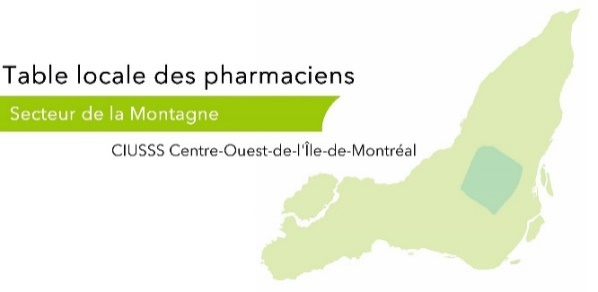 Table locale des pharmaciens
Secteur de la Montagne
CIUSSS Centre-Ouest-de-l'Île-de-Montréal